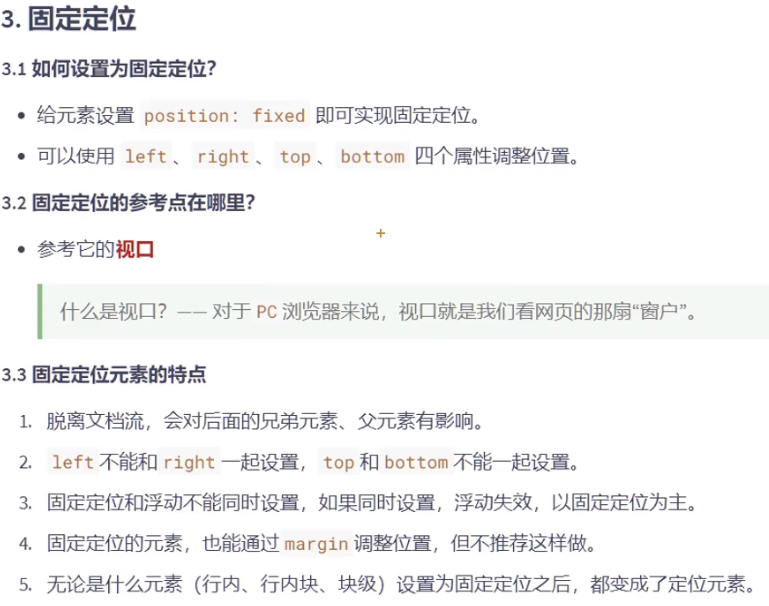 3. 固定定位
3.1 如何设置为固定定位？
给元素设置 position: fixed 即可实现固定定位。
可以使用 left 、 right 、 top 、 bottom 四个属性调整位置。
3.2 固定定位的参考点在哪里？
参考它的视口
什么是视口？—— 对于 PC 浏览器来说，视口就是我们看网页的那扇“窗户”。
3.3 固定定位元素的特点
1. 脱离文档流，会对后面的兄弟元素、父元素有影响。
2. left 不能和 right 一起设置， top 和 bottom 不能一起设置。
3. 固定定位和浮动不能同时设置，如果同时设置，浮动失效，以固定定位为主。
4. 固定定位的元素，也能通过 margin 调整位置，但不推荐这样做。
5. 无论是什么元素（行内、行内块、块级）设置为固定定位之后，都变成了定位元素。